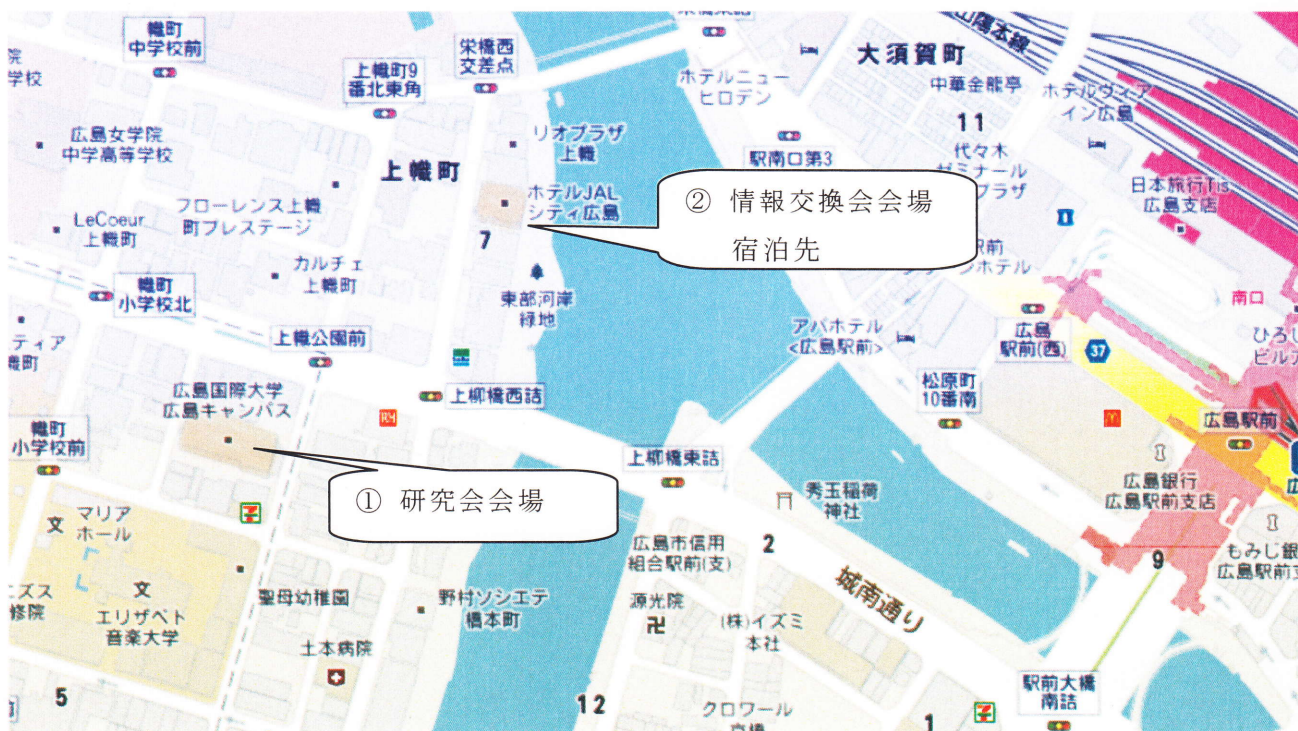 幟町
中学校前
栄橋西
交差点
上幟町9
番北東角
山陽本線
大須賀町
ホテルニュー
ヒロデン
中華金龍亭
ホテルヴィア
イン広島
学校
広島女学院
中学高等学校
リオプラザ
上幟
駅南口第3
11
代々木
上幟町
ホテルJAL
シティ広島
② 情報交換会会場
宿泊先
日本旅行Tis
広島支店
LeCoeur
上幟町
フローレンス上幟
町プレステージ
7
カルチェ
上幟町
東部河岸
緑地
幟町
小学校北
南口
上幟公園前
アパホテル
<広島駅前>
広島
駅前(西)
37
広島国際大学
広島キャンパス
上柳橋西詰
松原町
10番南
広島駅前
幟町
小学校前
上柳橋東詰
① 研究会会場
秀玉稲荷
神社
広島銀行
広島駅前支店
マリア
ホール
広島市信用
組合駅前(支)
2
9
もみじ銀
広島駅前支
城南通り
エリザベト
音楽大学
聖母幼稚園
野村ソシエテ
橋本町
源光院
(株)イズミ
本社
土本病院
駅前大橋
南詰
5
12
クロワール
1